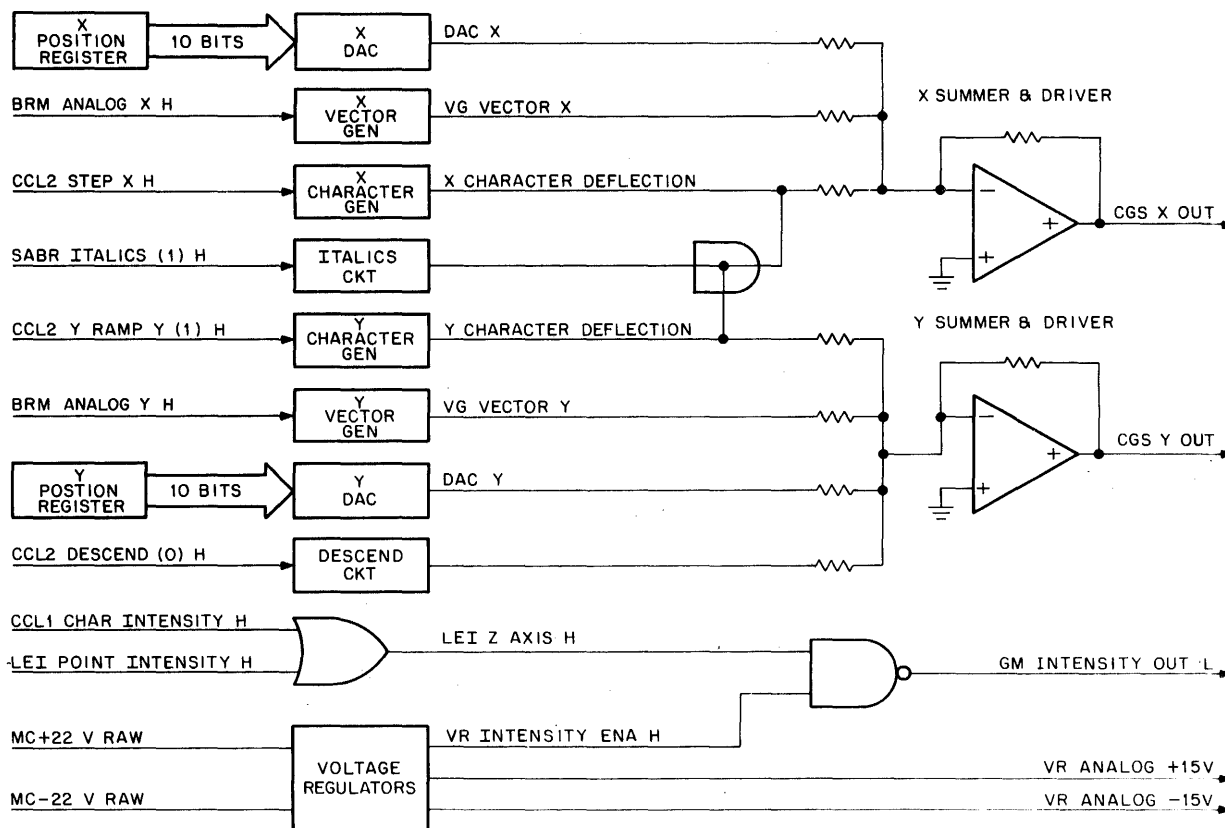 X
POSITION
REGISTER
10 BITS
X
DAC
DAC X
BRM ANALOG X H
X
VECTOR
GEN
VG VECTOR X
X SUMMER & DRIVER
CCL2 STEP X H
X
CHARACTER
GEN
X CHARACTER DEFLECTION
−
+
+
CGS X OUT
SABR ITALICS (1) H
ITALICS
CKT
CCL2 Y RAMP Y (1) H
Y
CHARACTER
GEN
Y CHARACTER DEFLECTION
Y SUMMER & DRIVER
BRM ANALOG Y H
Y
VECTOR
GEN
VG VECTOR Y
−
+
+
CGS Y OUT
Y
POSTION
REGISTER
10 BITS
Y
DAC
DAC Y
CCL2 DESCEND (0) H
DESCEND
CKT
CCL1 CHAR INTENSITY H
LEI POINT INTENSITY H
LEI Z AXIS H
GM INTENSITY OUT L
MC+22 V RAW
MC-22 V RAW
VOLTAGE
REGULATORS
VR INTENSITY ENA H
VR ANALOG +15V
VR ANALOG -15V